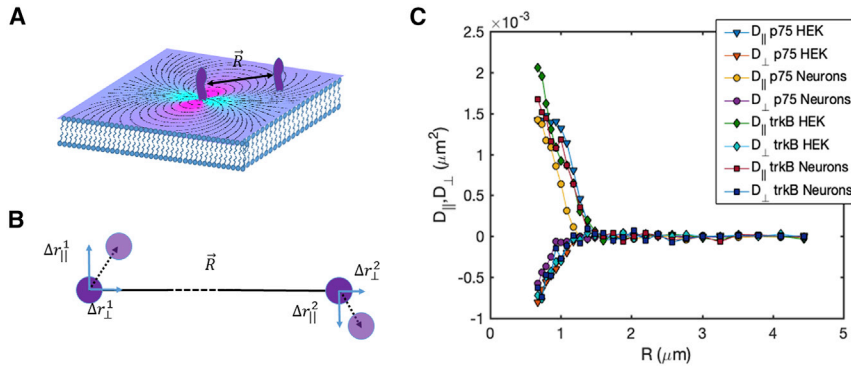 A
R⃗
B
Δr∥¹
Δr⊥¹
R⃗
Δr⊥²
Δr∥²
C
×10⁻³
2.5
2
1.5
1
0.5
0
-0.5
-1
D∥,D⊥ (μm²)
0
1
2
3
4
5
R (μm)
D∥ p75 HEK
D⊥ p75 HEK
D∥ p75 Neurons
D⊥ p75 Neurons
D∥ trkB HEK
D⊥ trkB HEK
D∥ trkB Neurons
D⊥ trkB Neurons